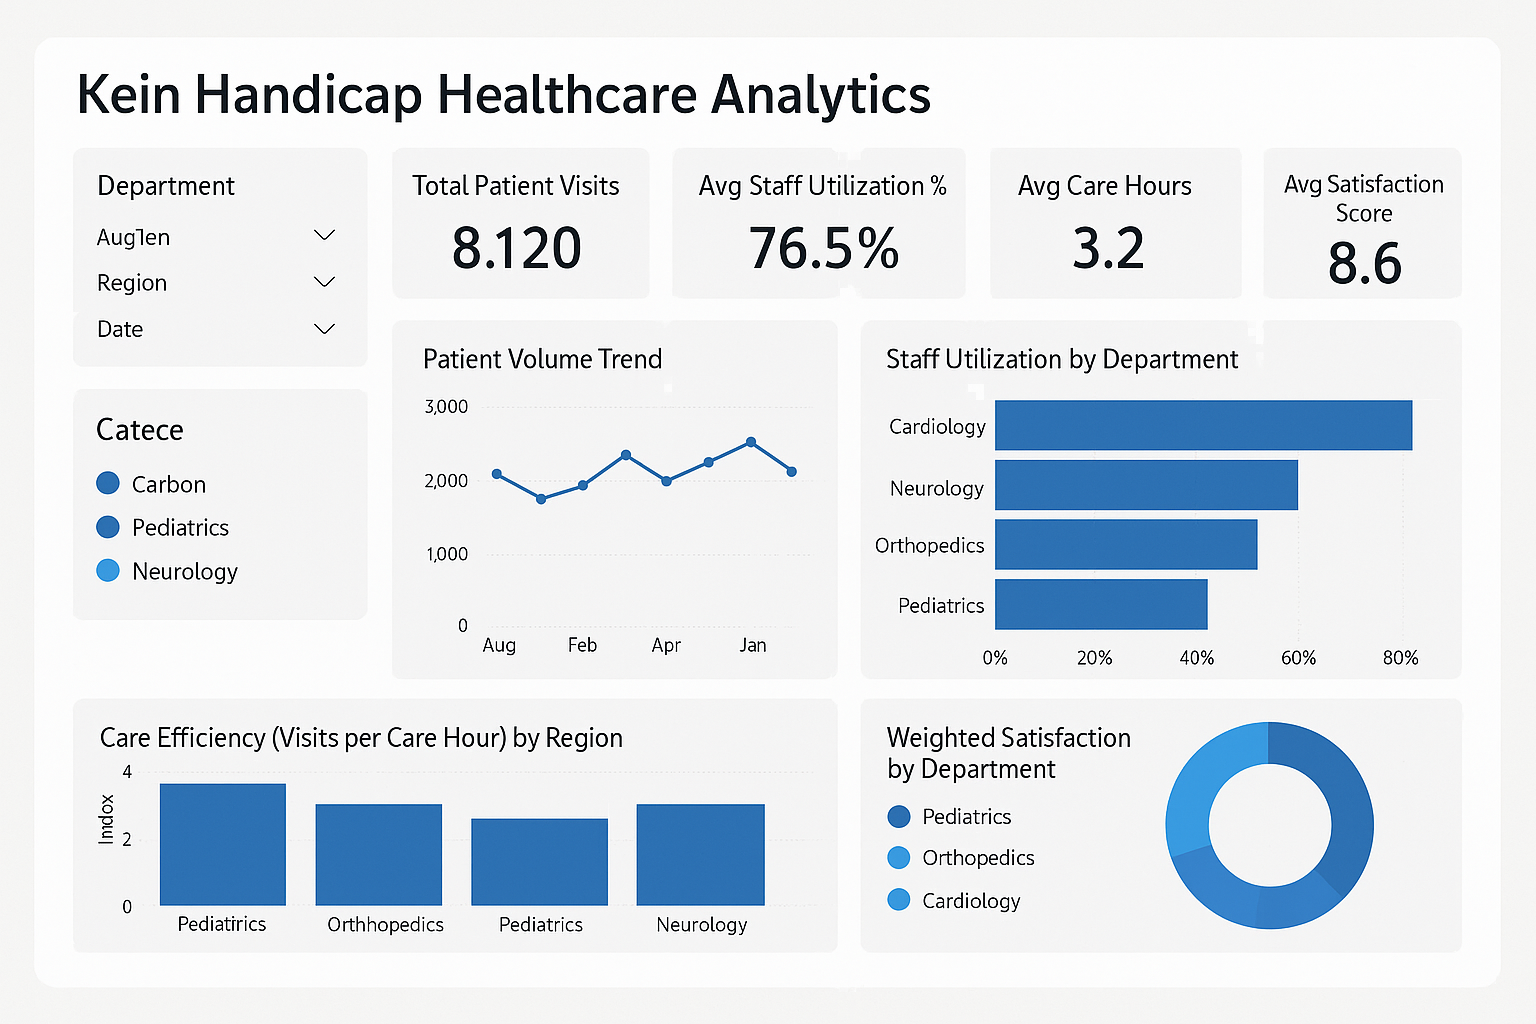 Kein Handicap Healthcare Analytics
Department
Aug1en
Region
Date
Total Patient Visits
8.120
Avg Staff Utilization %
76.5%
Avg Care Hours
3.2
Avg Satisfaction
Score
8.6
Catece
Carbon
Pediatrics
Neurology
Patient Volume Trend
3,000
2,000
1,000
0
Aug Feb Apr Jan
Staff Utilization by Department
Cardiology
Neurology
Orthopedics
Pediatrics
0% 20% 40% 60% 80%
Care Efficiency (Visits per Care Hour) by Region
Imdox
4
2
0
Pediatrics Orthhopedics Pediatrics Neurology
Weighted Satisfaction
by Department
Pediatrics
Orthopedics
Cardiology